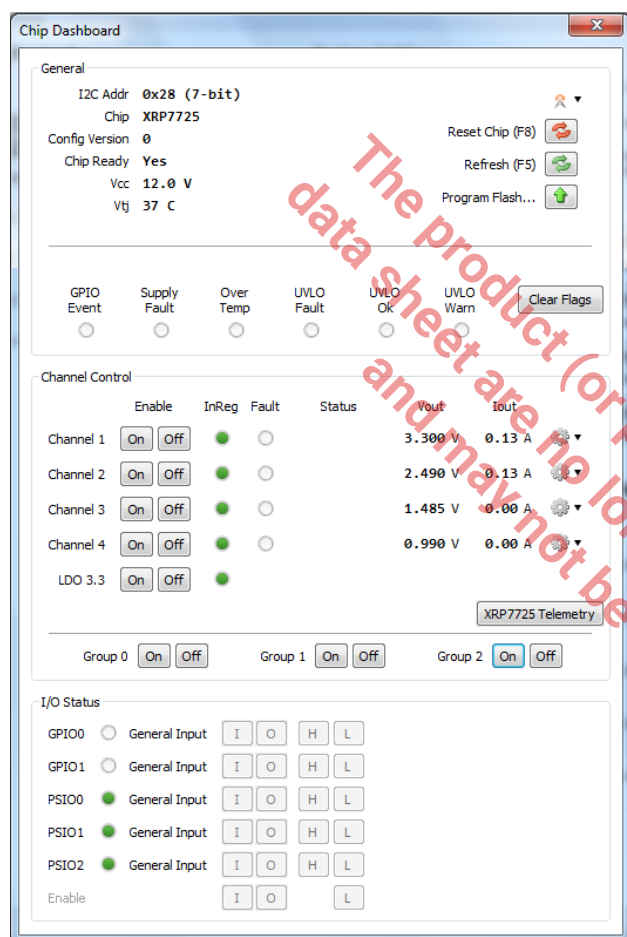 Chip Dashboard
General
I2C Addr 0x28 (7-bit)
Chip XRP7725
Config Version 0
Reset Chip (F8)
Chip Ready Yes
Refresh (F5)
Vcc 12.0 V
Program Flash...
Vtj 37 C
GPIO Event Supply Fault Over Temp UVLO Fault UVLO Ok UVLO Warn Clear Flags
Channel Control
Enable InReg Fault Status Vout Iout
Channel 1 On Off 3.300 V 0.13 A
Channel 2 On Off 2.490 V 0.13 A
Channel 3 On Off 1.485 V 0.00 A
Channel 4 On Off 0.990 V 0.00 A
LDO 3.3 On Off
XRP7725 Telemetry
Group 0 On Off Group 1 On Off Group 2 On Off
I/O Status
GPIO0 General Input I O H L
GPIO1 General Input I O H L
PSIO0 General Input I O H L
PSIO1 General Input I O H L
PSIO2 General Input I O H L
Enable I O L
The product (or
data sheet are no
and may not be